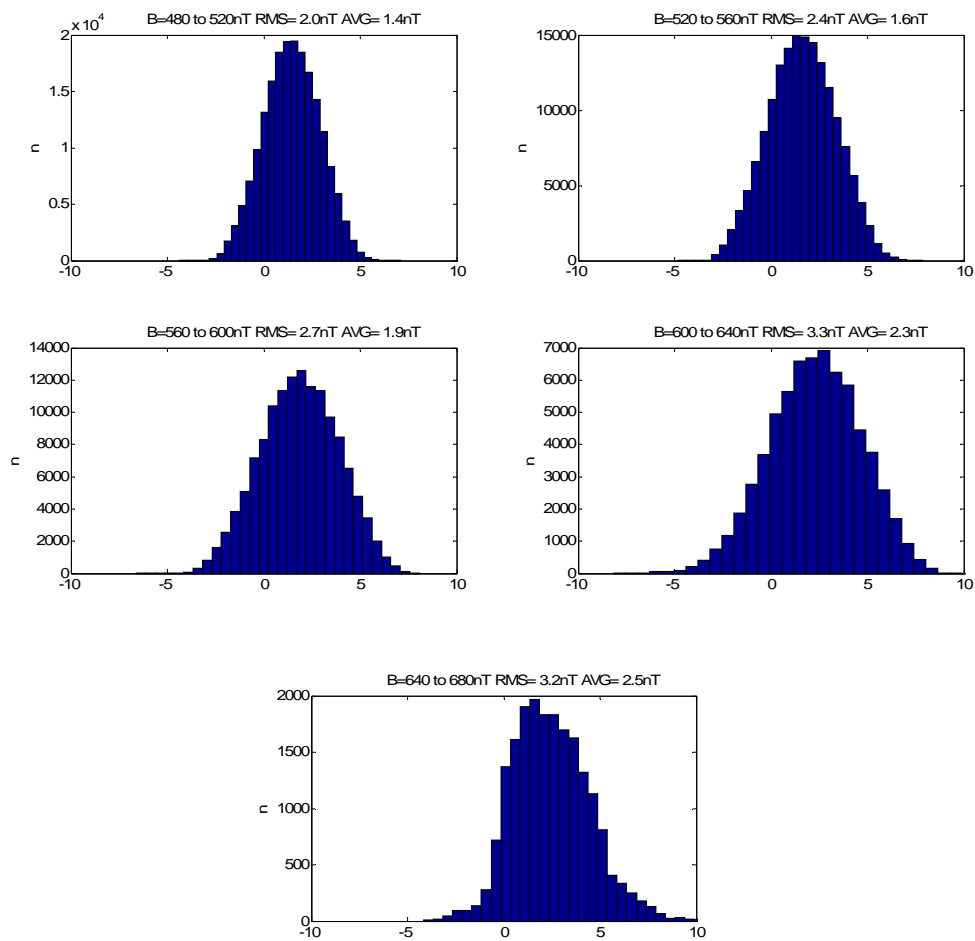 B=480 to 520nT RMS= 2.0nT AVG= 1.4nT
x 10^4
2
1.5
1
0.5
0
n
-10 -5 0 5 10
B=520 to 560nT RMS= 2.4nT AVG= 1.6nT
15000
10000
5000
0
n
-10 -5 0 5 10
B=560 to 600nT RMS= 2.7nT AVG= 1.9nT
14000
12000
10000
8000
6000
4000
2000
0
n
-10 -5 0 5 10
B=600 to 640nT RMS= 3.3nT AVG= 2.3nT
7000
6000
5000
4000
3000
2000
1000
0
n
-10 -5 0 5 10
B=640 to 680nT RMS= 3.2nT AVG= 2.5nT
2000
1500
1000
500
0
n
-10 -5 0 5 10